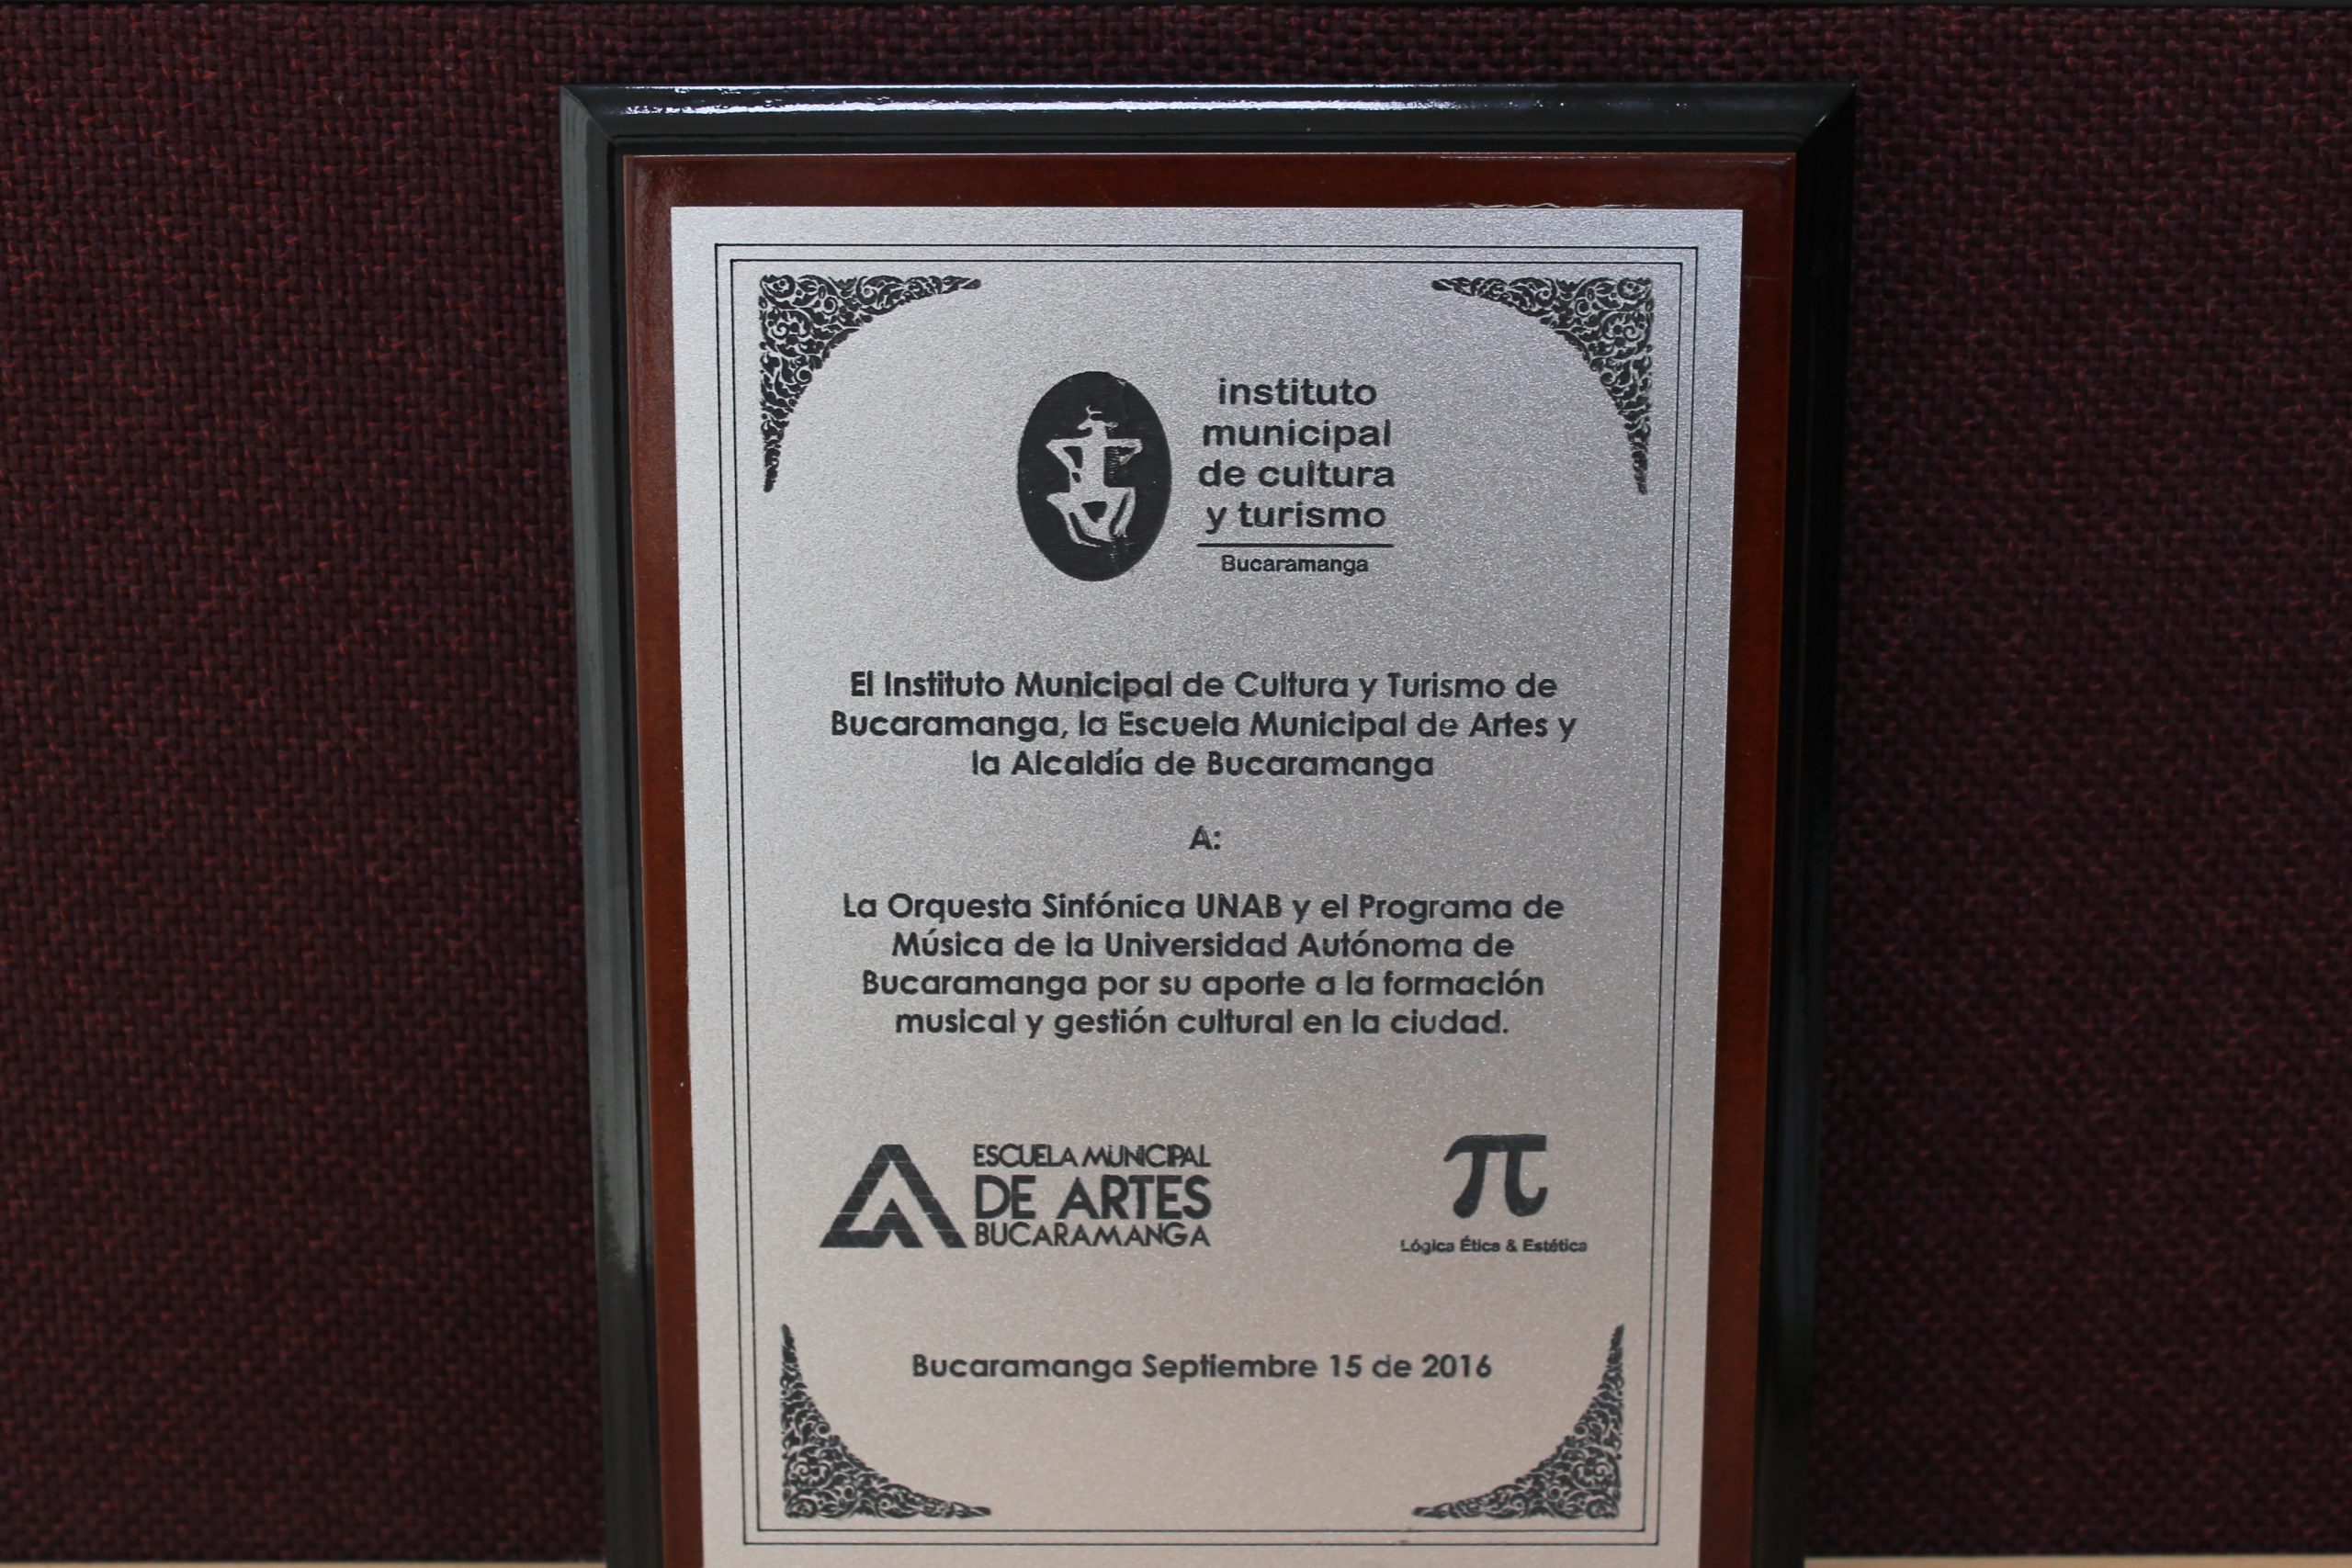 instituto
municipal
de cultura
y turismo
Bucaramanga
El Instituto Municipal de Cultura y Turismo de
Bucaramanga, la Escuela Municipal de Artes y
la Alcaldía de Bucaramanga
A:
La Orquesta Sinfónica UNAB y el Programa de
Música de la Universidad Autónoma de
Bucaramanga por su aporte a la formación
musical y gestión cultural en la ciudad.
ESCUELA MUNICIPAL
DE ARTES
BUCARAMANGA
π
Lógica Ética & Estética
Bucaramanga Septiembre 15 de 2016